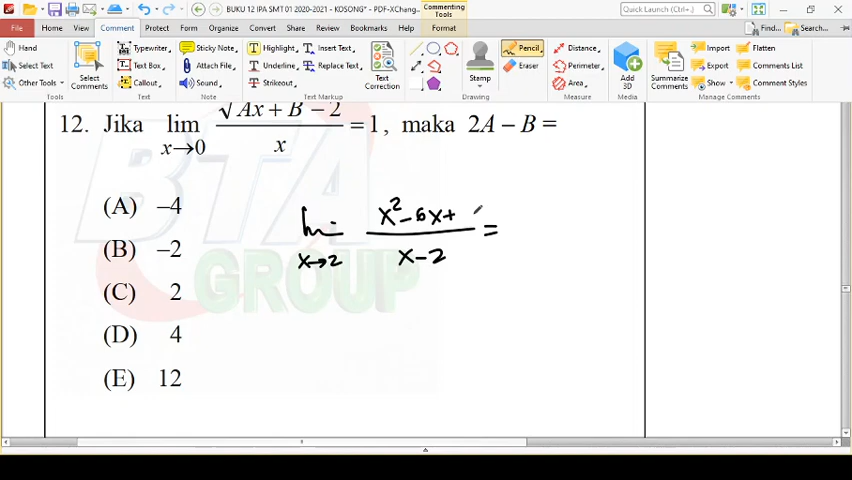 BUKU 12 IPA SMT 01 2020-2021 - KOSONG* - PDF-XChang
Commenting Tools
Quick Launch (Ctrl+.)
File Home View Comment Protect Form Organize Convert Share Review Bookmarks Help Format
Find...
Search...
Hand
Select Text
Other Tools
Select Comments
Typewriter
Text Box
Callout
Sticky Note
Attach File
Sound
Highlight
Underline
Strikeout
Insert Text
Replace Text
Text Correction
Pencil
Eraser
Stamp
Distance
Perimeter
Area
Add 3D
Summarize Comments
Import
Export
Show
Flatten
Comments List
Comment Styles
Tools Typewriter Note Text Markup Drawing Stamp Measure 3D Manage Comments
12. Jika lim x→0 √Ax + B − 2 / x = 1, maka 2A − B =
(A) −4
(B) −2
(C) 2
(D) 4
(E) 12
lim x→2 x² − 6x + / x − 2 =
BTA
GROUP